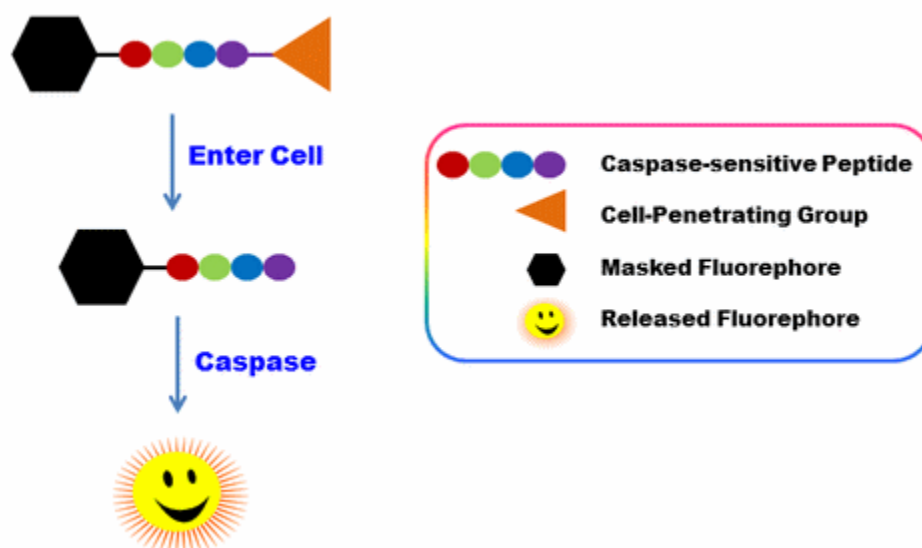 Enter Cell
Caspase
Caspase-sensitive Peptide
Cell-Penetrating Group
Masked Fluorephore
Released Fluorephore